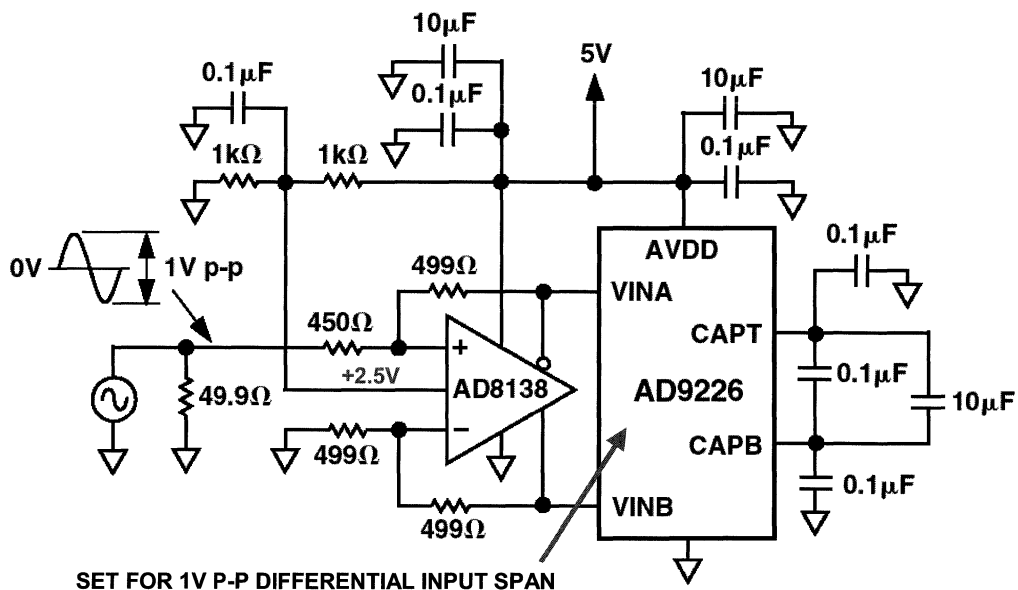 10μF
5V
0.1μF
10μF
0.1μF
0.1μF
1kΩ
1kΩ
AVDD
0.1μF
0V
1V p-p
499Ω
VINA
450Ω
CAPT
+
+2.5V
AD8138
AD9226
0.1μF
10μF
49.9Ω
−
499Ω
CAPB
0.1μF
499Ω
VINB
SET FOR 1V P-P DIFFERENTIAL INPUT SPAN